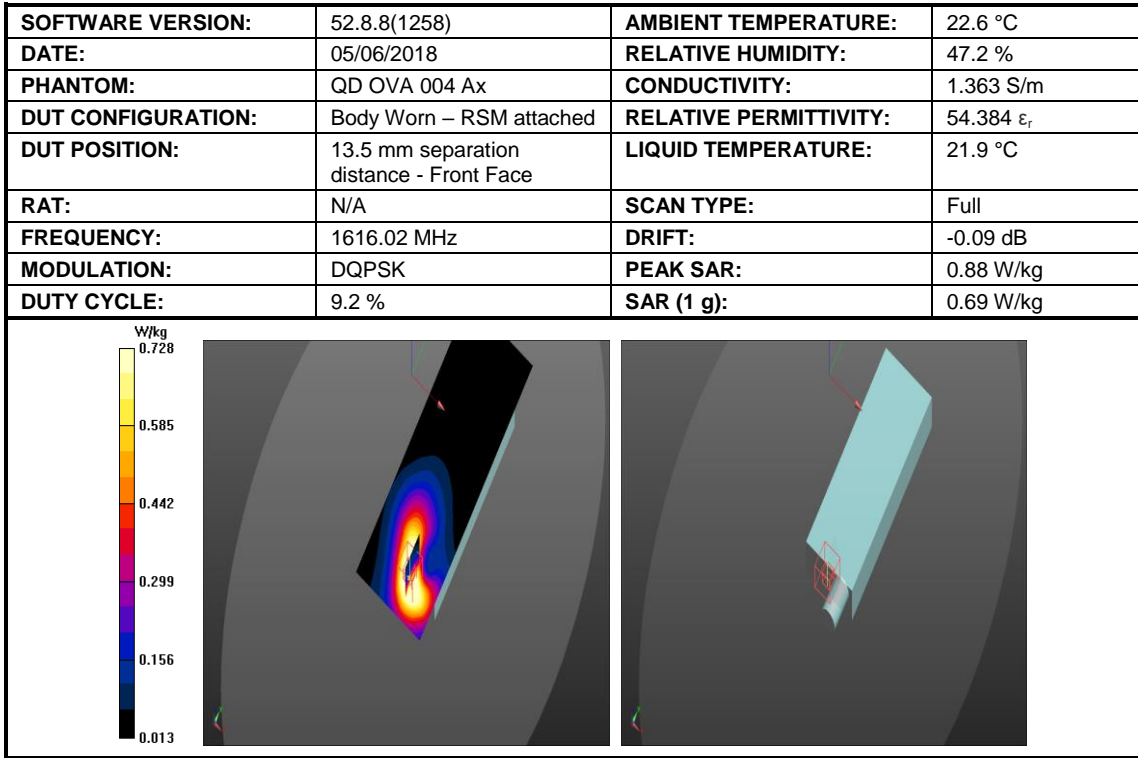 SOFTWARE VERSION: 52.8.8(1258) AMBIENT TEMPERATURE: 22.6 °C
DATE: 05/06/2018 RELATIVE HUMIDITY: 47.2 %
PHANTOM: QD OVA 004 Ax CONDUCTIVITY: 1.363 S/m
DUT CONFIGURATION: Body Worn – RSM attached RELATIVE PERMITTIVITY: 54.384 εr
DUT POSITION: 13.5 mm separation LIQUID TEMPERATURE: 21.9 °C
distance - Front Face
RAT: N/A SCAN TYPE: Full
FREQUENCY: 1616.02 MHz DRIFT: -0.09 dB
MODULATION: DQPSK PEAK SAR: 0.88 W/kg
DUTY CYCLE: 9.2 % SAR (1 g): 0.69 W/kg
W/kg
0.728
0.585
0.442
0.299
0.156
0.013